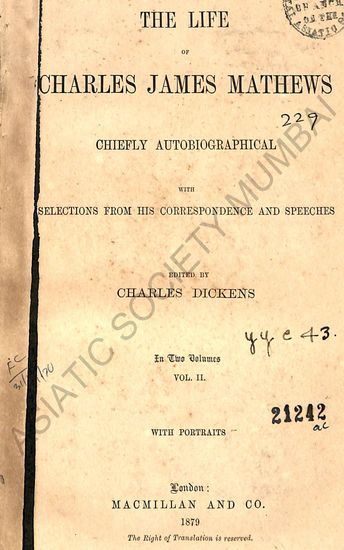 THE LIFE
OF
CHARLES JAMES MATHEWS
229
CHIEFLY AUTOBIOGRAPHICAL
WITH
SELECTIONS FROM HIS CORRESPONDENCE AND SPEECHES
EDITED BY
CHARLES DICKENS
yy c 43.
In Two Volumes
VOL. II.
21242
WITH PORTRAITS
London:
MACMILLAN AND CO.
1879
The Right of Translation is reserved.
ASIATIC SOCIETY MUMBAI